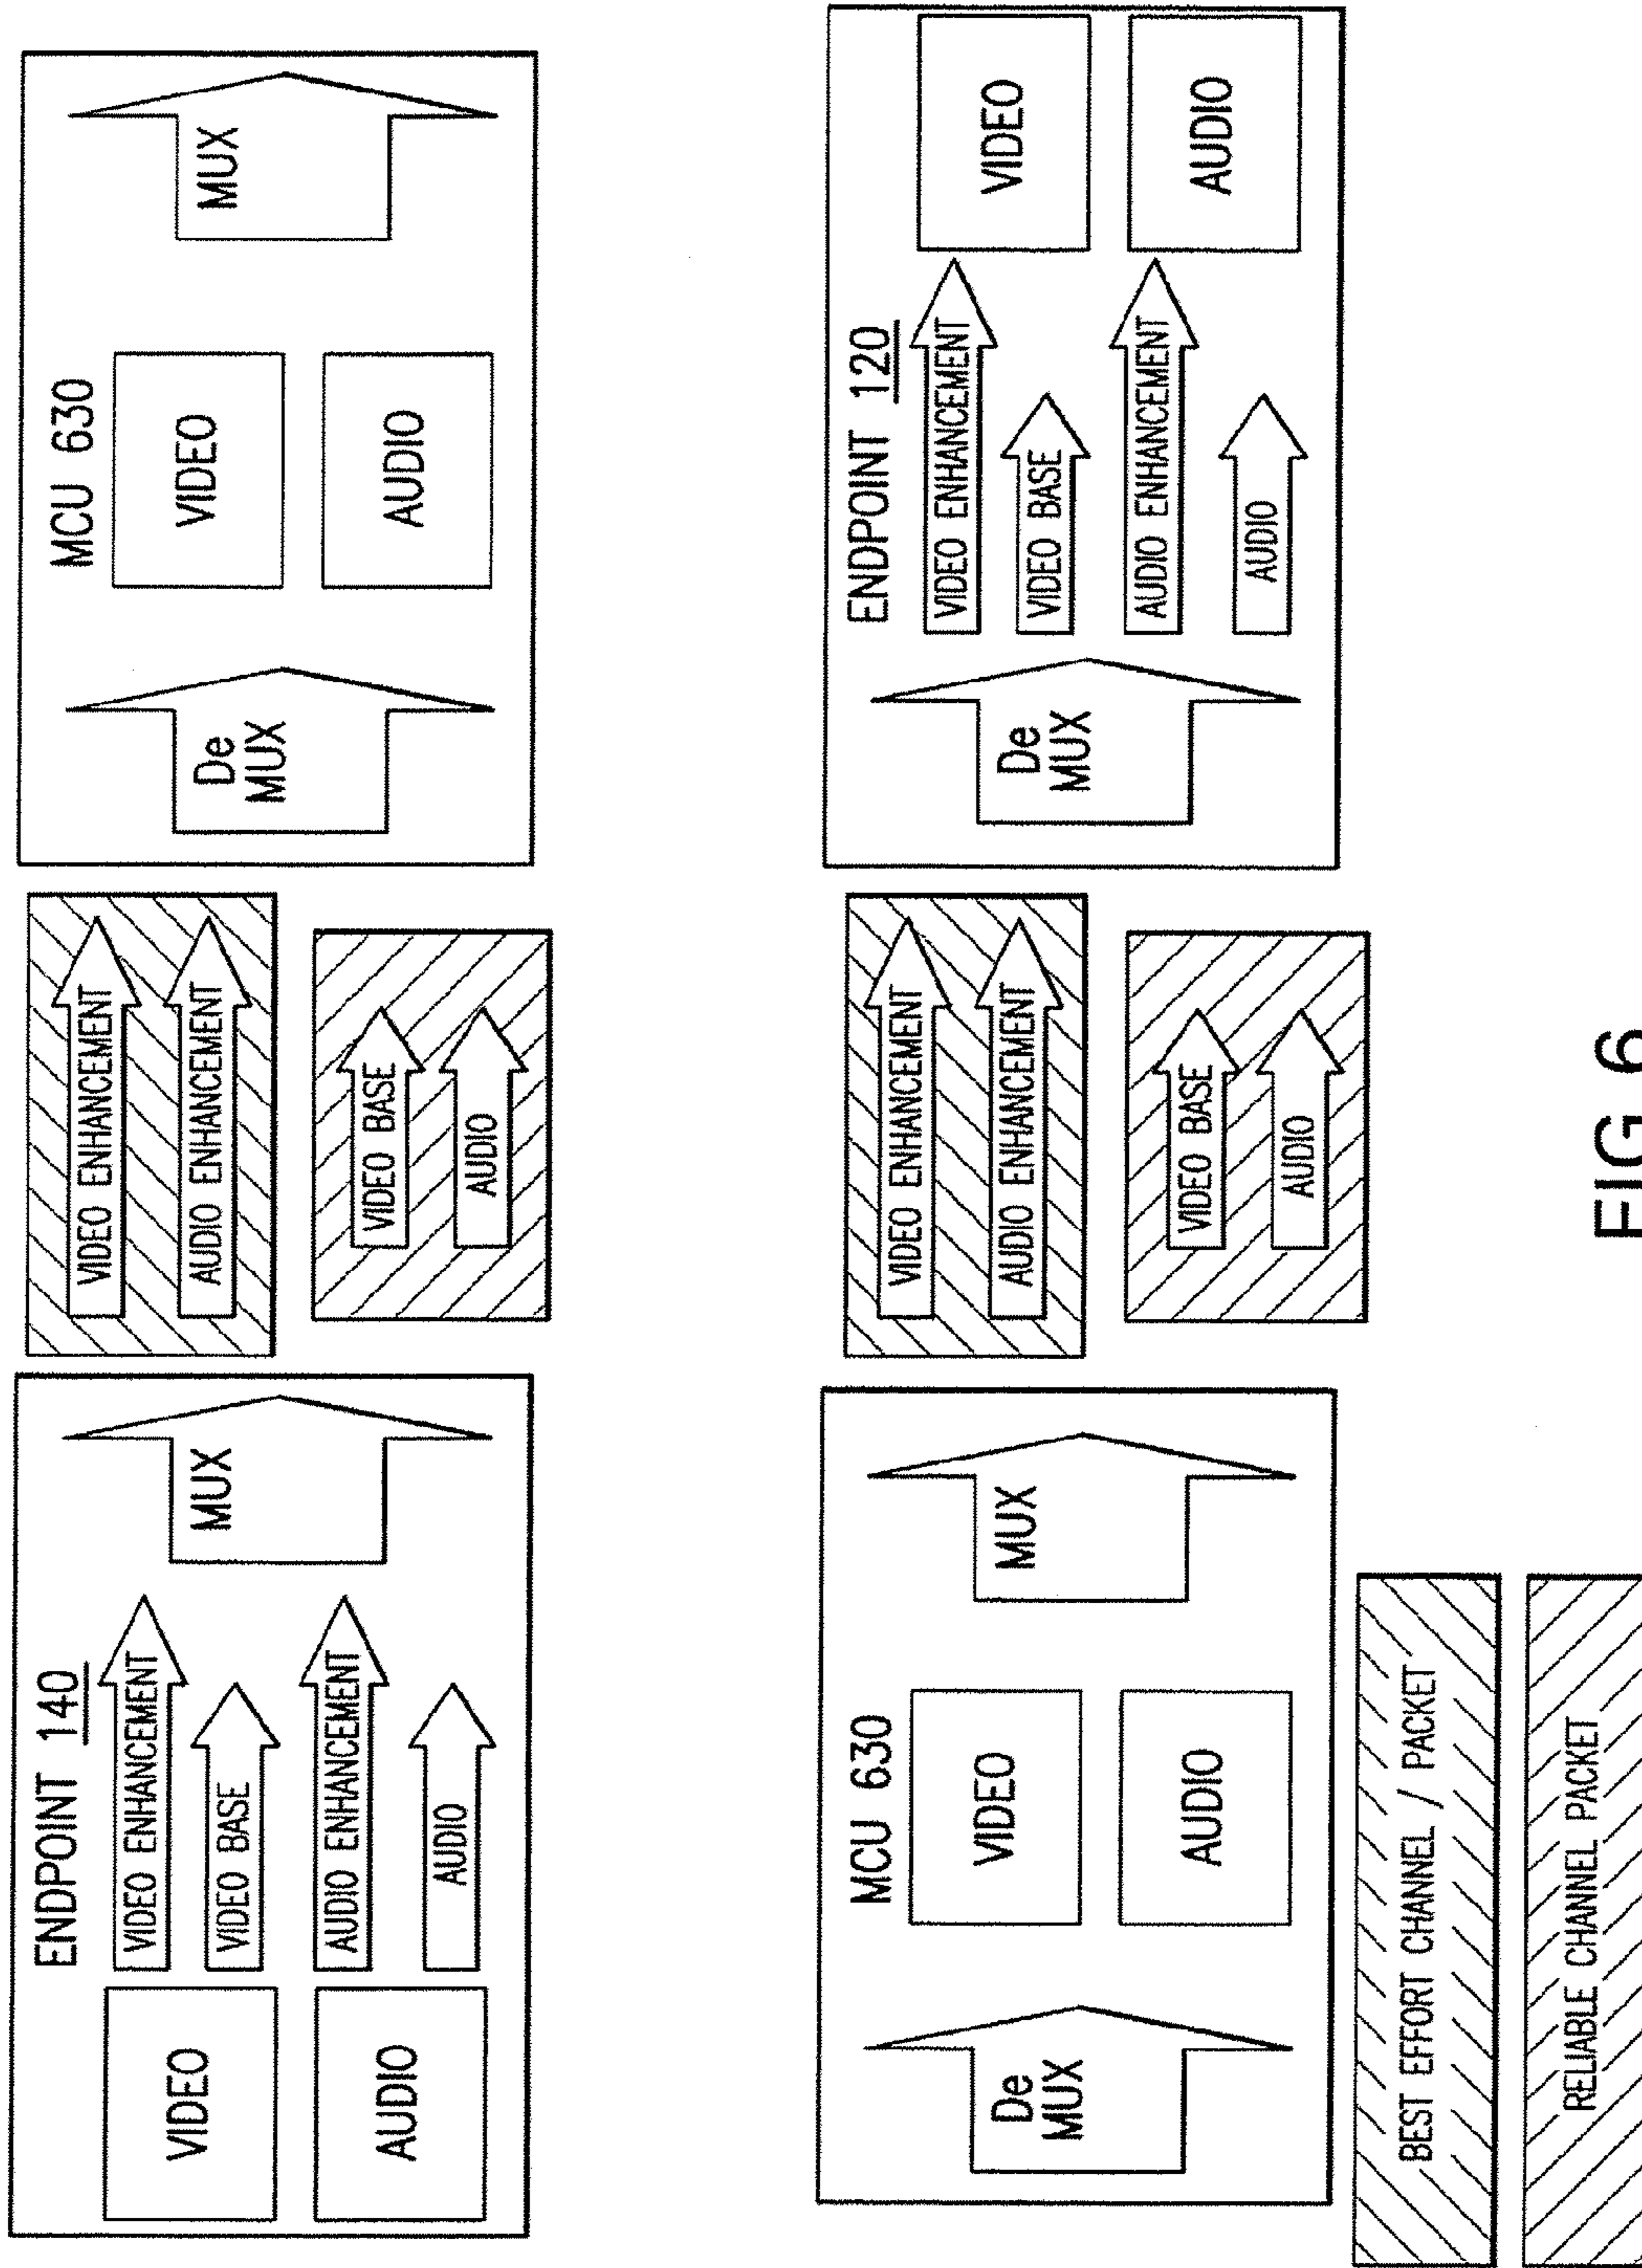 ENDPOINT 140
VIDEO
AUDIO
VIDEO ENHANCEMENT
VIDEO BASE
AUDIO ENHANCEMENT
AUDIO
MUX
VIDEO ENHANCEMENT
AUDIO ENHANCEMENT
VIDEO BASE
AUDIO
MCU 630
De
MUX
VIDEO
AUDIO
MUX
MCU 630
De
MUX
VIDEO
AUDIO
MUX
VIDEO ENHANCEMENT
AUDIO ENHANCEMENT
VIDEO BASE
AUDIO
ENDPOINT 120
De
MUX
VIDEO ENHANCEMENT
VIDEO BASE
AUDIO ENHANCEMENT
AUDIO
VIDEO
AUDIO
BEST EFFORT CHANNEL / PACKET
RELIABLE CHANNEL PACKET
FIG 6